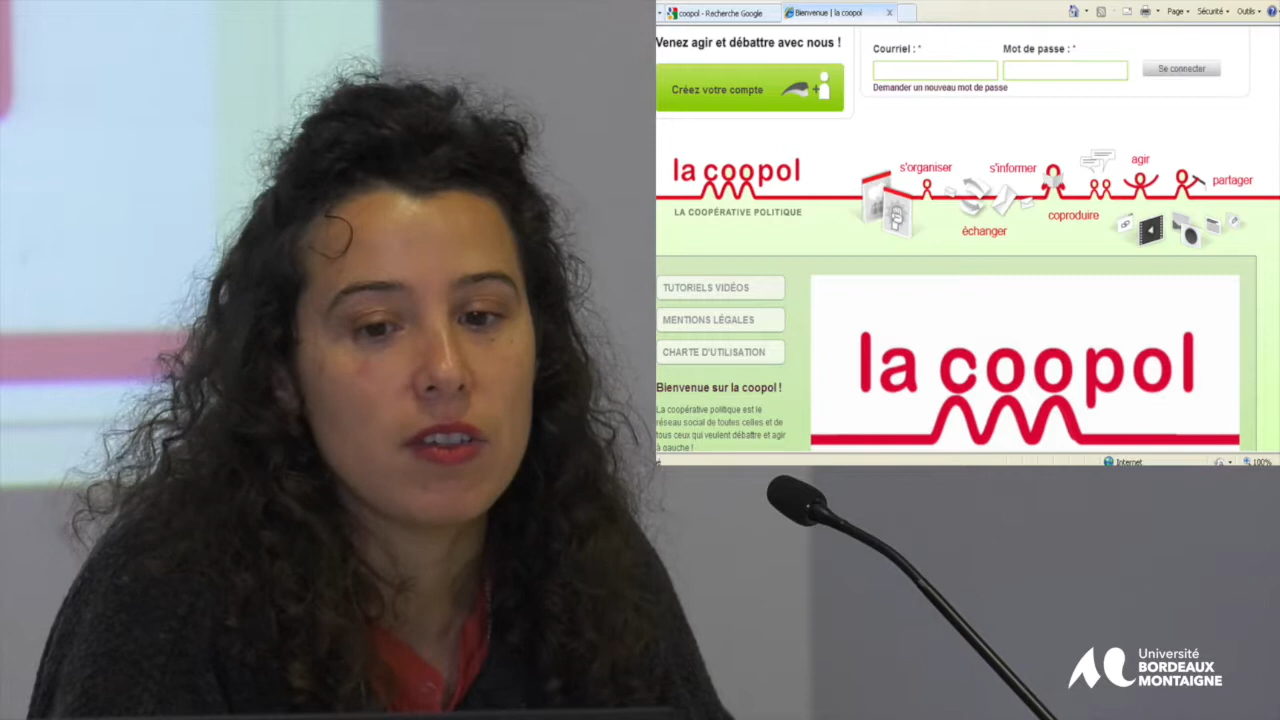 coopol - Recherche Google
Bienvenue | la coopol
Page
Sécurité
Outils
Venez agir et débattre avec nous !
Créez votre compte
Courriel : *
Mot de passe : *
Se connecter
Demander un nouveau mot de passe
la coopol
LA COOPÉRATIVE POLITIQUE
s'organiser
s'informer
agir
partager
échanger
coproduire
TUTORIELS VIDÉOS
MENTIONS LÉGALES
CHARTE D'UTILISATION
Bienvenue sur la coopol !
La coopérative politique est le
réseau social de toutes celles et de
tous ceux qui veulent débattre et agir
à gauche !
la coopol
Internet
100%
Université
BORDEAUX
MONTAIGNE